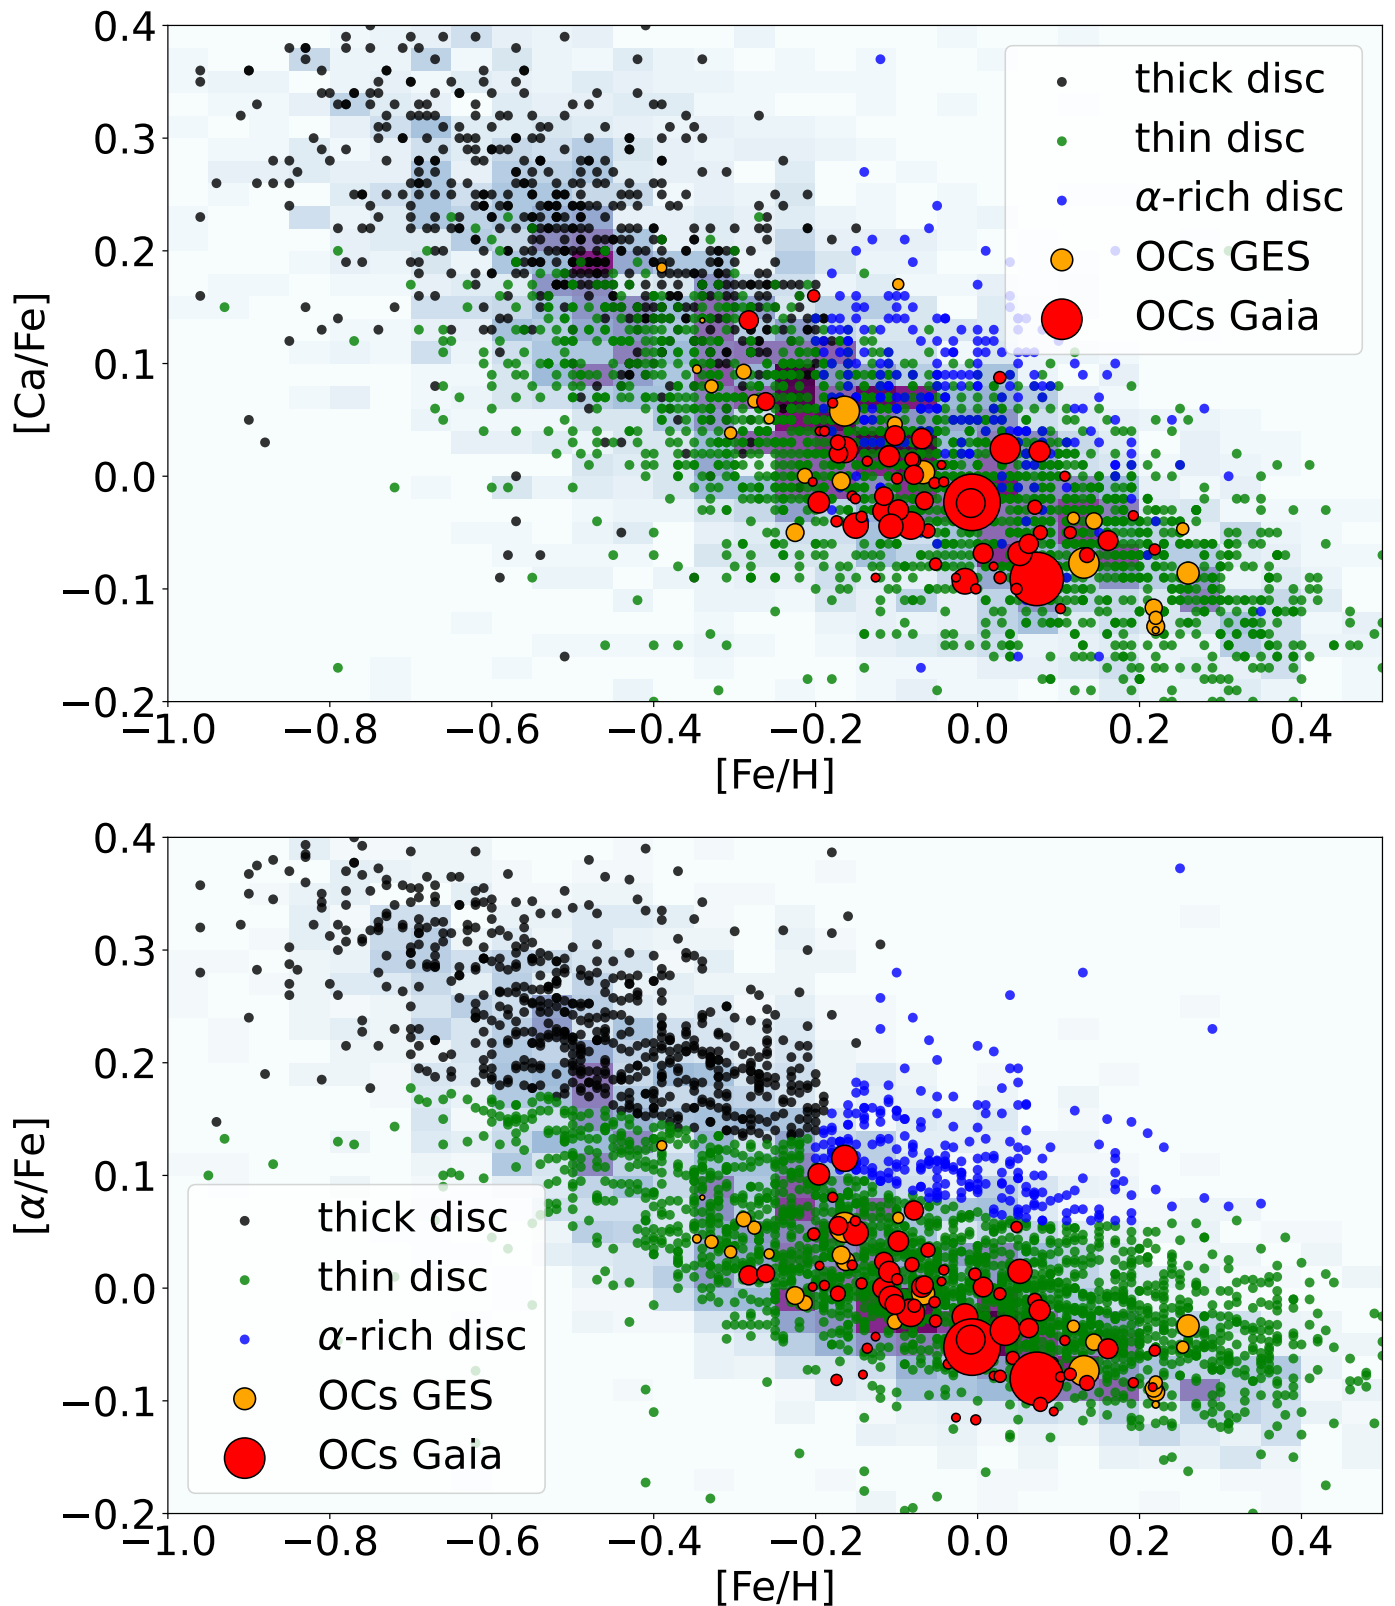 0.4
0.3
0.2
0.1
0.0
−0.1
−0.2
[Ca/Fe]
thick disc
thin disc
α-rich disc
OCs GES
OCs Gaia
−1.0 −0.8 −0.6 −0.4 −0.2 0.0 0.2 0.4
[Fe/H]
0.4
0.3
0.2
0.1
0.0
−0.1
−0.2
[α/Fe]
thick disc
thin disc
α-rich disc
OCs GES
OCs Gaia
−1.0 −0.8 −0.6 −0.4 −0.2 0.0 0.2 0.4
[Fe/H]